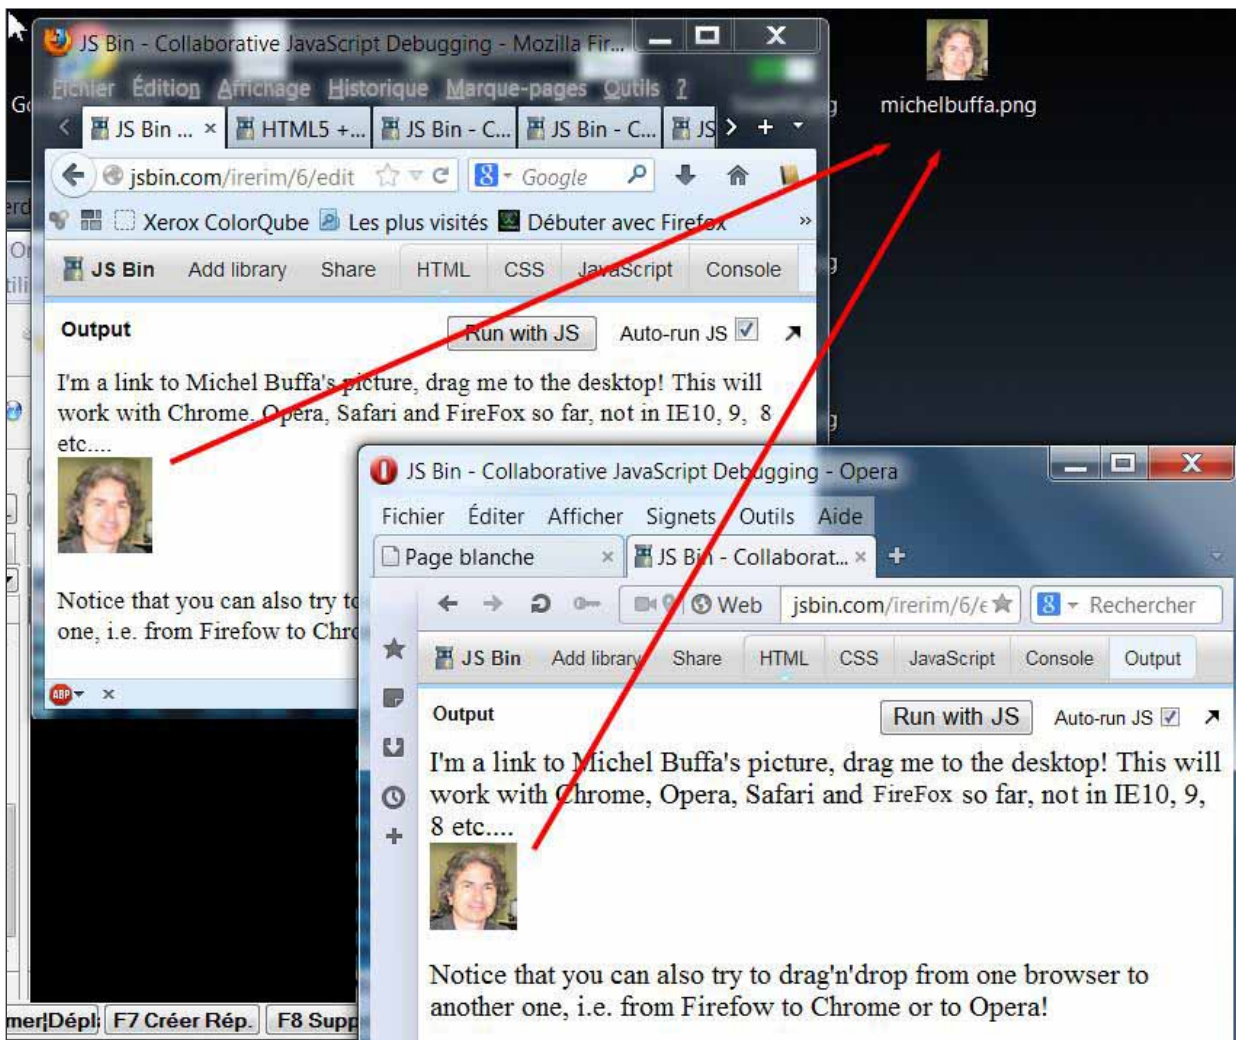 JS Bin - Collaborative JavaScript Debugging - Mozilla Fir...
Fichier Édition Affichage Historique Marque-pages Outils ?
JS Bin ... × HTML5 +... JS Bin - C... JS Bin - C... JS
jsbin.com/irerim/6/edit Google
Xerox ColorQube Les plus visités Débuter avec Firefox »
JS Bin Add library Share HTML CSS JavaScript Console
Output Run with JS Auto-run JS
I'm a link to Michel Buffa's picture, drag me to the desktop! This will
work with Chrome, Opera, Safari and FireFox so far, not in IE10, 9, 8
etc....
Notice that you can also try to
one, i.e. from Firefow to Chro
ABP ×
michelbuffa.png
JS Bin - Collaborative JavaScript Debugging - Opera
Fichier Éditer Afficher Signets Outils Aide
Page blanche × JS Bin - Collaborat... × +
Web jsbin.com/irerim/6/e Rechercher
JS Bin Add library Share HTML CSS JavaScript Console Output
Output Run with JS Auto-run JS
I'm a link to Michel Buffa's picture, drag me to the desktop! This will
work with Chrome, Opera, Safari and FireFox so far, not in IE10, 9,
8 etc....
Notice that you can also try to drag'n'drop from one browser to
another one, i.e. from Firefow to Chrome or to Opera!
F7 Créer Rép. F8 Supp